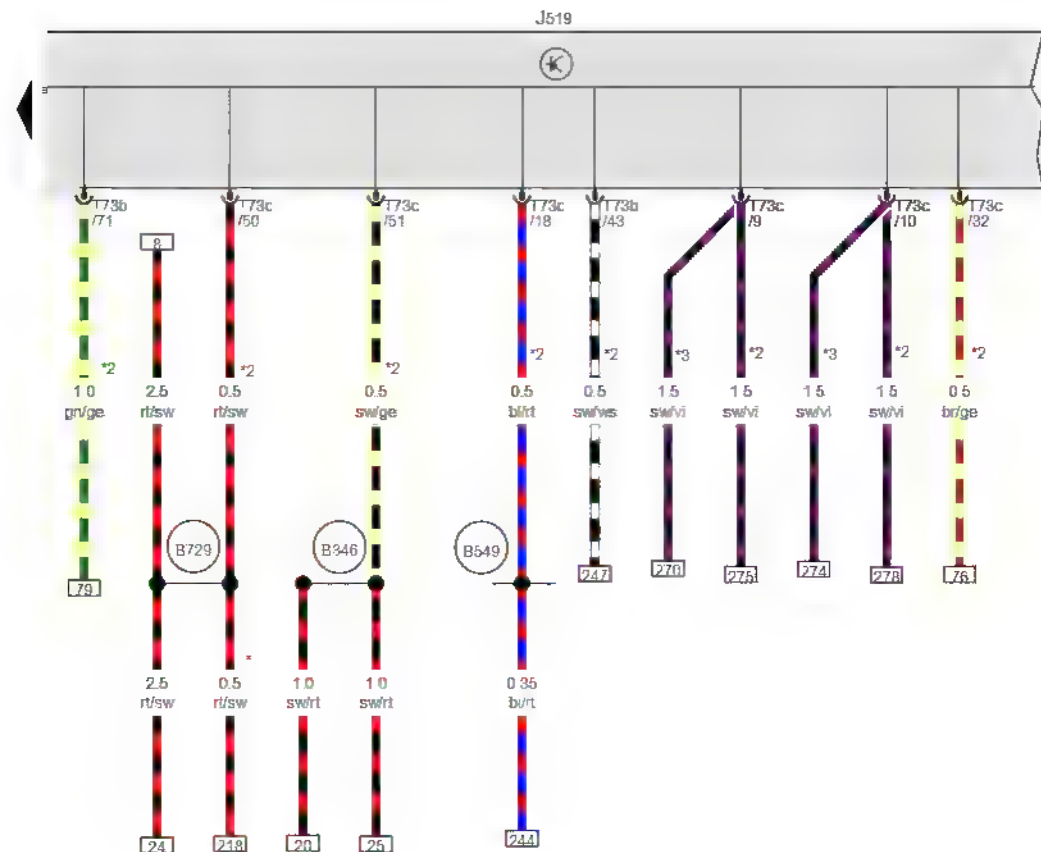 J519
K
T73b T73c T73c T73c T73b T73c T73c T73c
/71 /50 /51 /18 /43 /9 /10 /32
8
*2 *2 *2 *2 *2 *3 *2 *3 *2 *2
1.0 2.5 0.5 0.5 0.5 0.5 1.5 1.5 1.5 1.5 0.5
gn/ge rt/sw rt/sw sw/ge bl/rt sw/ws sw/vi sw/vi sw/vi sw/vi br/ge
B729 B346 B549
79 247 270 275 274 278 76
*
2.5 0.5 1.0 1.0 0.35
rt/sw rt/sw sw/rt sw/rt bl/rt
24 218 20 25 244